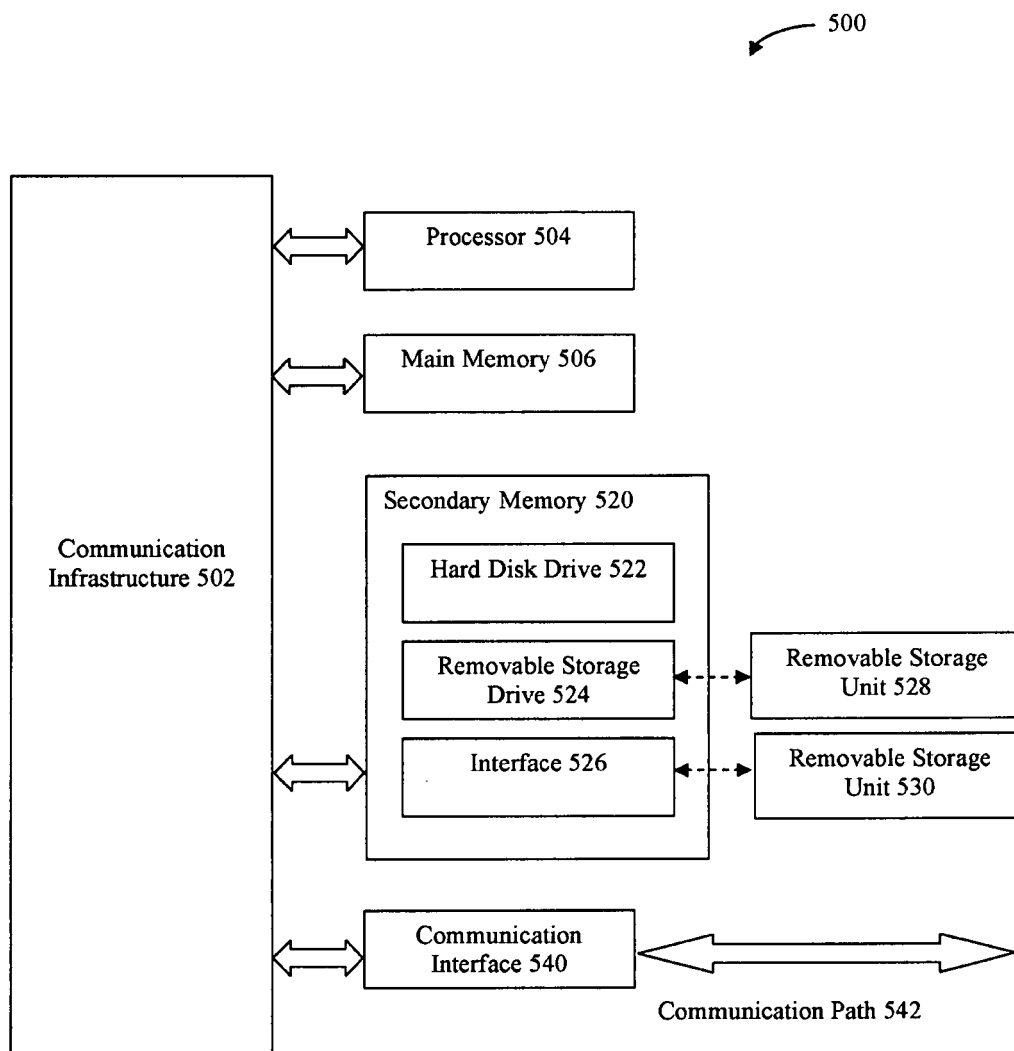 500
Processor 504
Main Memory 506
Secondary Memory 520
Communication
Infrastructure 502
Hard Disk Drive 522
Removable Storage
Drive 524
Removable Storage
Unit 528
Interface 526
Removable Storage
Unit 530
Communication
Interface 540
Communication Path 542